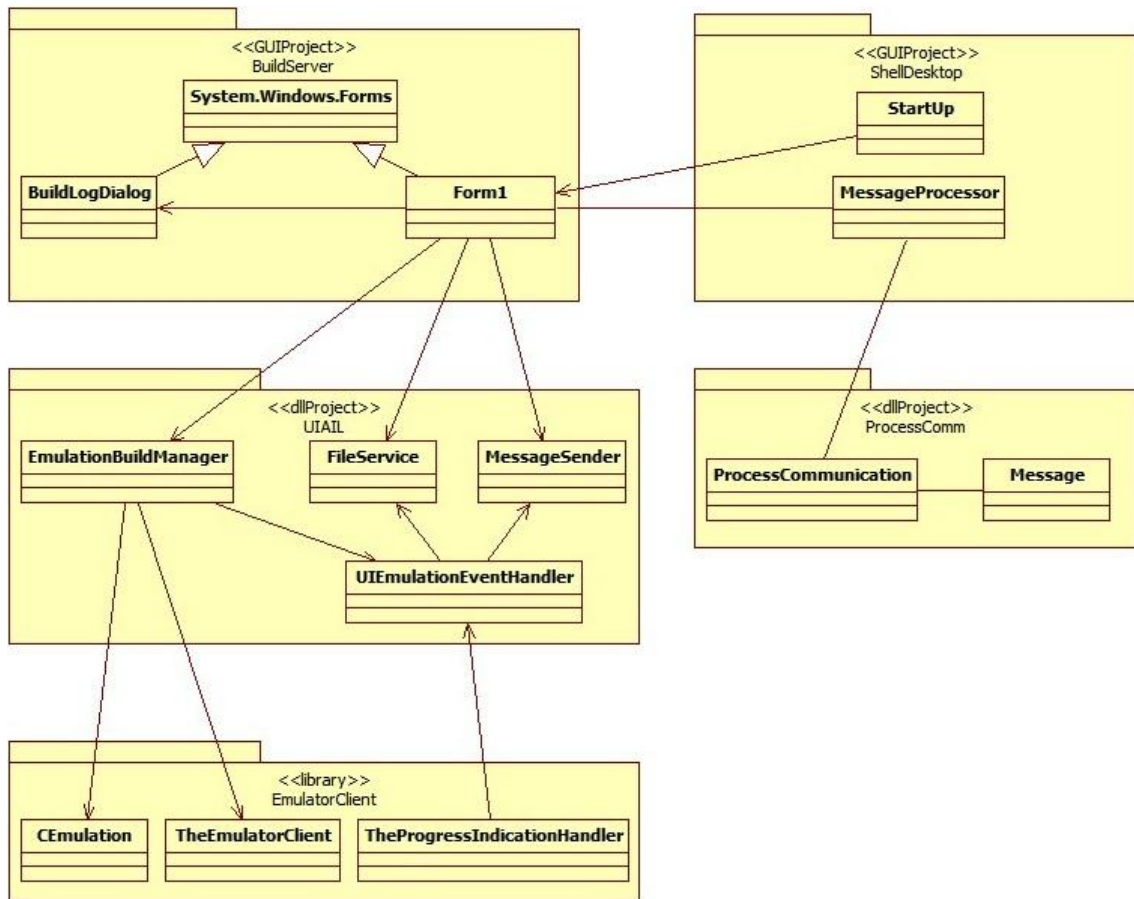 <<GUIProject>>
BuildServer
System.Windows.Forms
BuildLogDialog
Form1
<<GUIProject>>
ShellDesktop
StartUp
MessageProcessor
<<dllProject>>
UIAIL
EmulationBuildManager
FileService
MessageSender
UIEmulationEventHandler
<<dllProject>>
ProcessComm
ProcessCommunication
Message
<<library>>
EmulatorClient
CEmulation
TheEmulatorClient
TheProgressIndicationHandler